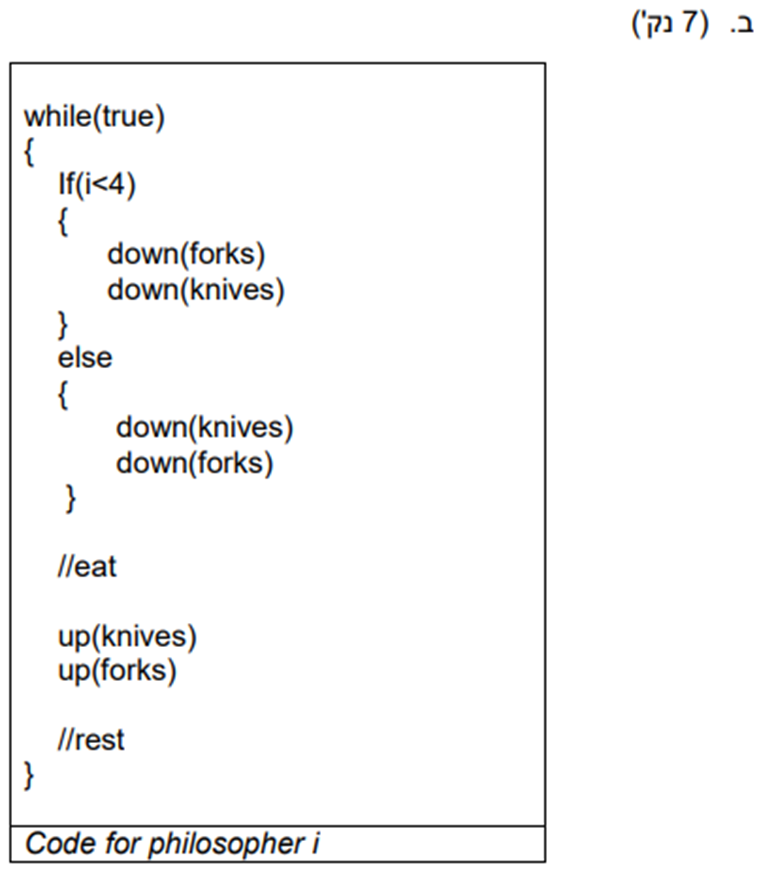 ב. (7 נק')
while(true)
{
If(i<4)
{
down(forks)
down(knives)
}
else
{
down(knives)
down(forks)
}
//eat
up(knives)
up(forks)
//rest
}
Code for philosopher i